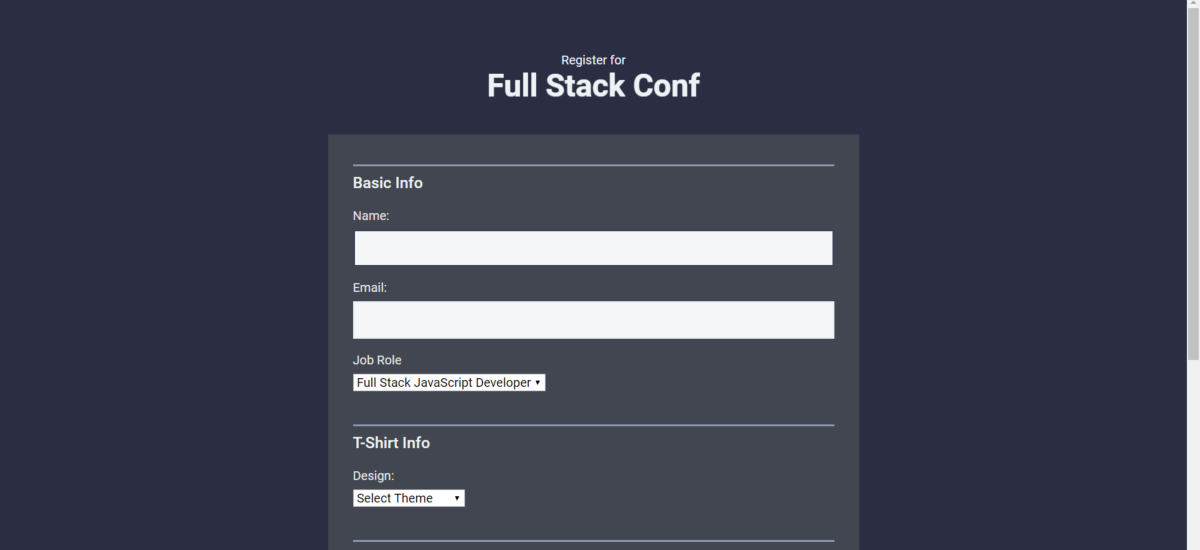 Register for
Full Stack Conf
Basic Info
Name:
Email:
Job Role
Full Stack JavaScript Developer
T-Shirt Info
Design:
Select Theme